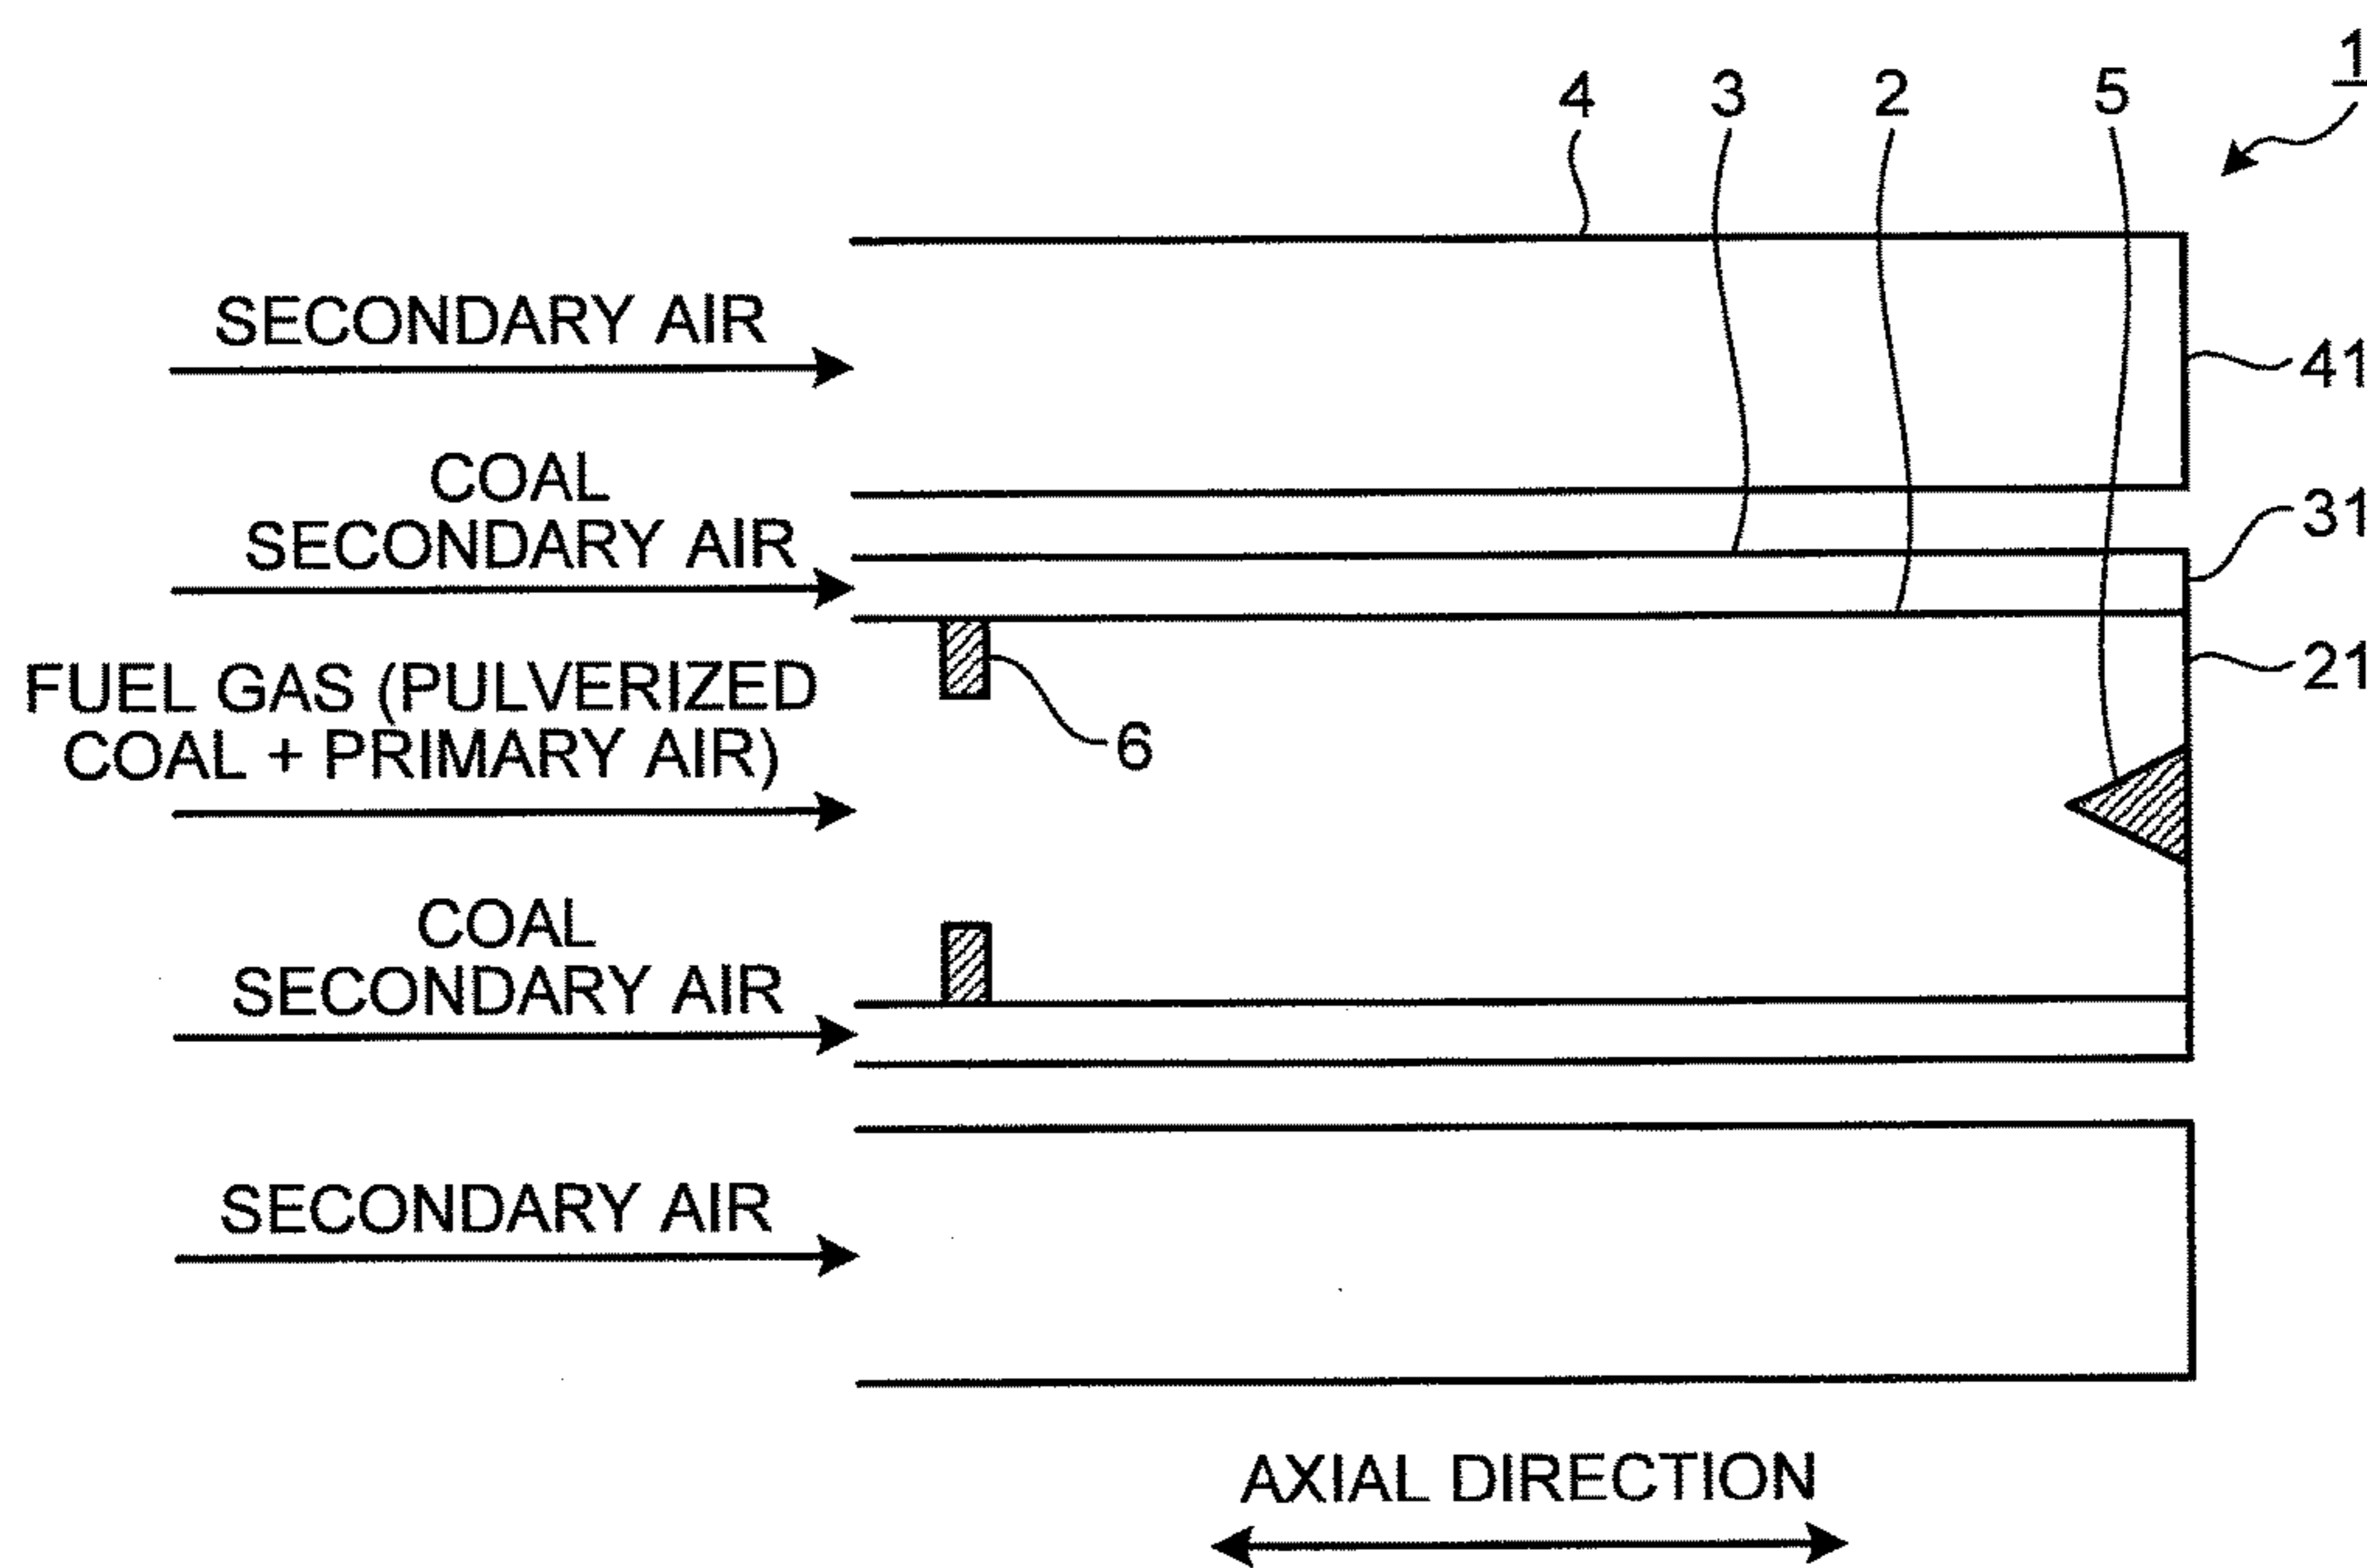 1
4 3 2 5
SECONDARY AIR
41
COAL
SECONDARY AIR
31
FUEL GAS (PULVERIZED
COAL + PRIMARY AIR)
21
6
COAL
SECONDARY AIR
SECONDARY AIR
AXIAL DIRECTION